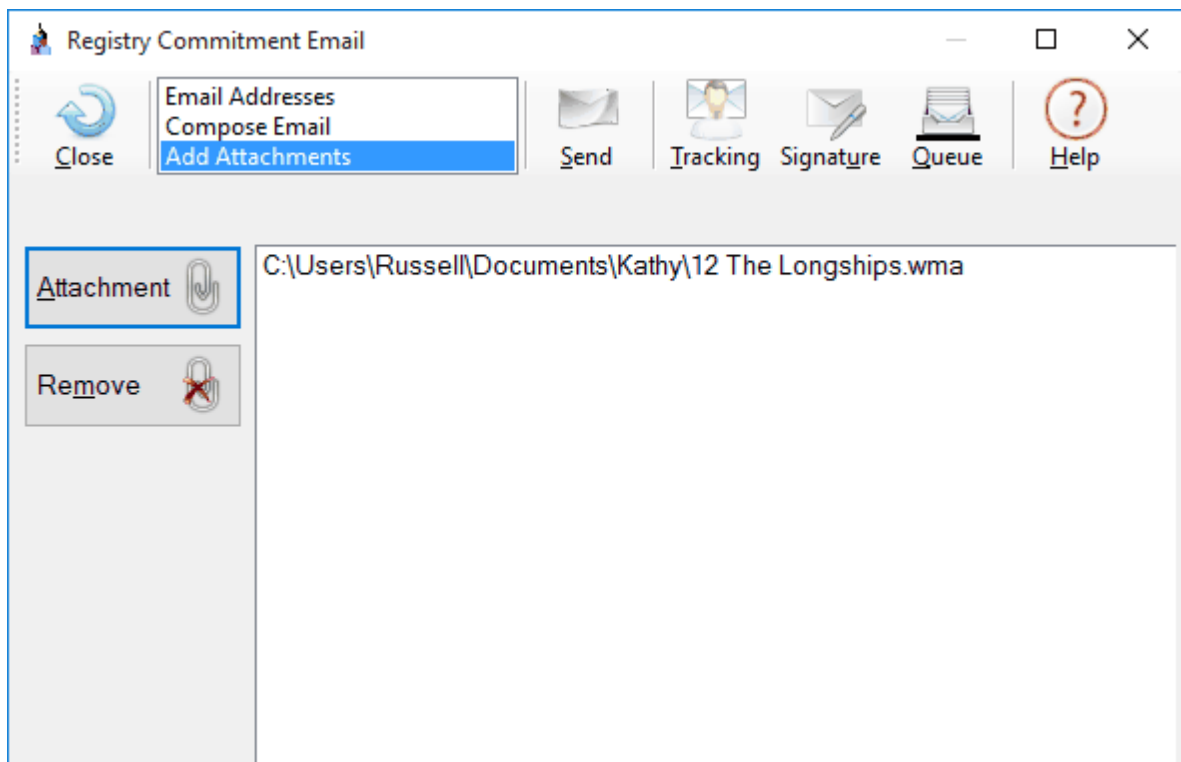 Registry Commitment Email
Email Addresses
Compose Email
Add Attachments
Close
Send
Tracking
Signature
Queue
?
Help
Attachment
C:\Users\Russell\Documents\Kathy\12 The Longships.wma
Remove